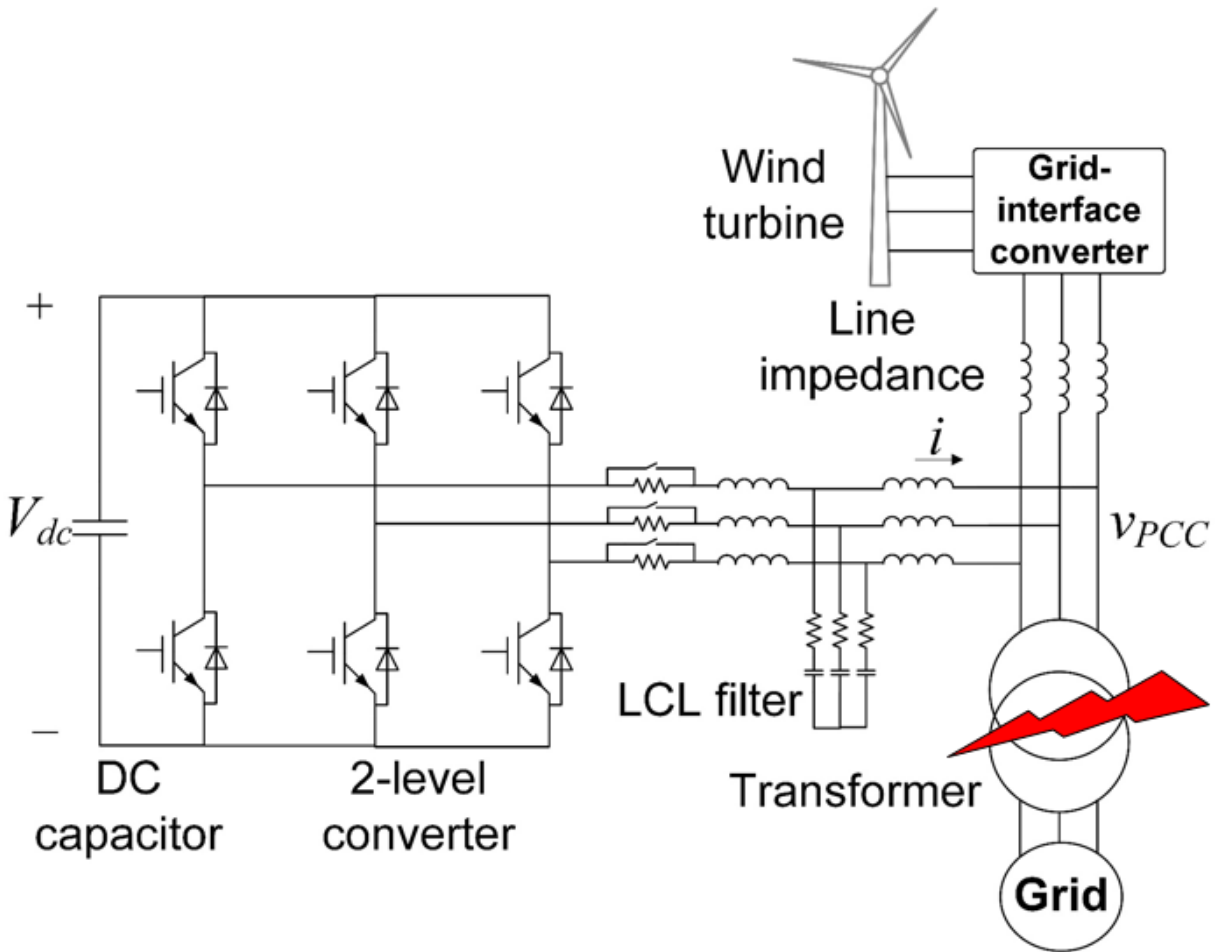 Wind
turbine
Grid-
interface
converter
Line
impedance
+
i
V_dc
v_PCC
LCL filter
−
DC
capacitor
2-level
converter
Transformer
Grid